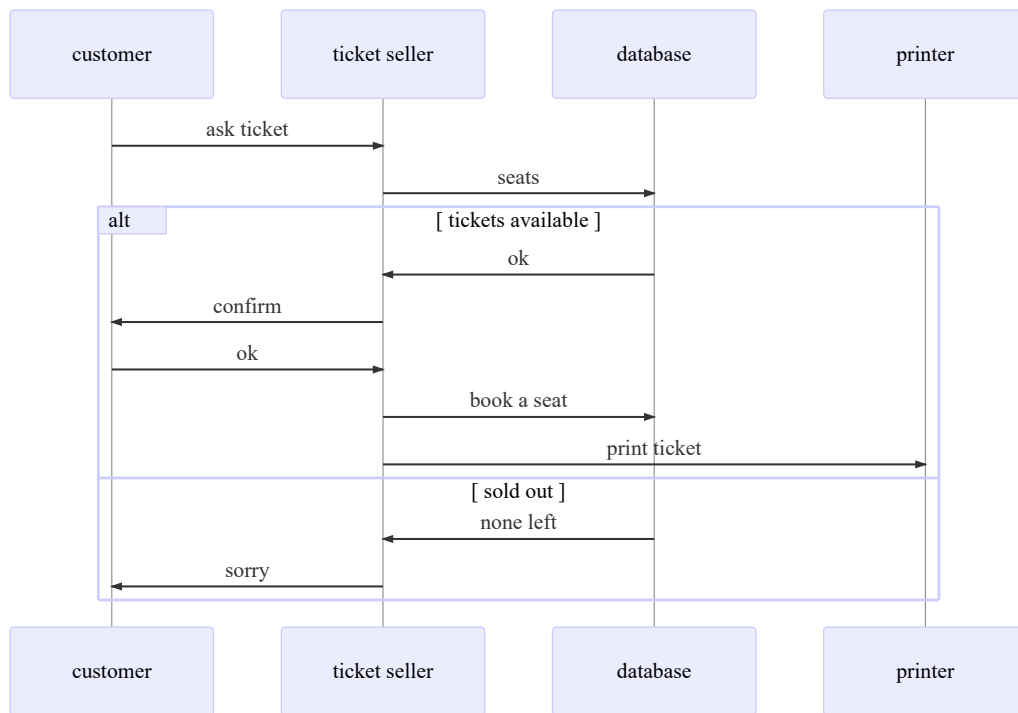 customer
ticket seller
database
printer
ask ticket
seats
alt
[ tickets available ]
ok
confirm
ok
book a seat
print ticket
[ sold out ]
none left
sorry
customer
ticket seller
database
printer